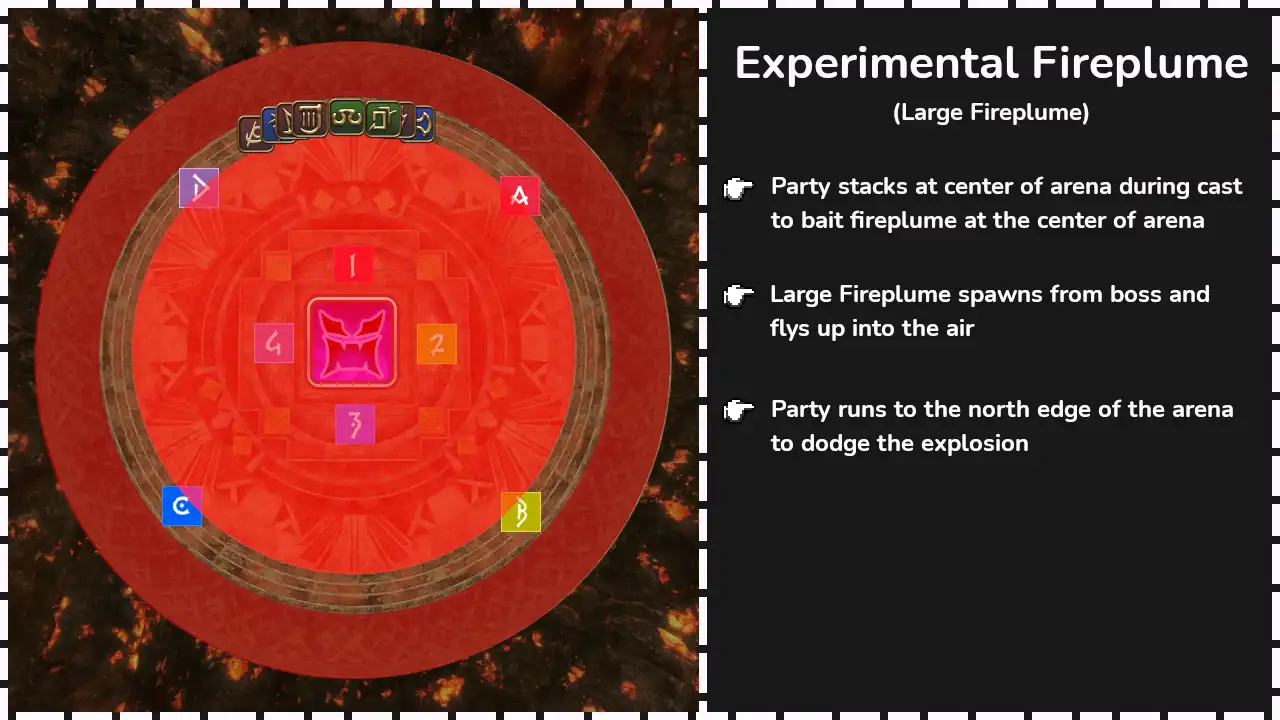 Experimental Fireplume
(Large Fireplume)
Party stacks at center of arena during cast
to bait fireplume at the center of arena
Large Fireplume spawns from boss and
flys up into the air
Party runs to the north edge of the arena
to dodge the explosion
D
A
1
4
2
3
C
B